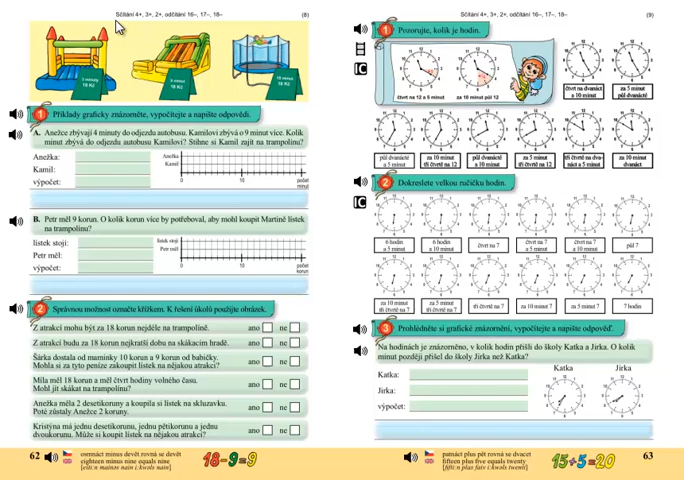 Sčítání 4+, 3+, 2+, odčítání 16–, 17–, 18–
(8)
18 Kč
18 Kč
18 Kč
1 Příklady graficky znázorněte, vypočítejte a napište odpovědi.
A. Anežce zbývají 4 minuty do odjezdu autobusu. Kamilovi zbývá o 9 minut více. Kolik
minut zbývá do odjezdu autobusu Kamilovi? Stihne si Kamil zajít na trampolínu?
Anežka:
Kamil:
výpočet:
Anežka
Kamil
0 10 počet
minut
B. Petr měl 9 korun. O kolik korun více by potřeboval, aby mohl koupit Martině lístek
na trampolínu?
lístek stojí:
Petr měl:
výpočet:
lístek stojí
Petr měl
0 10 počet
korun
2 Správnou možnost označte křížkem. K řešení úkolů použijte obrázek.
Z atrakcí mohu být za 18 korun nejdéle na trampolíně. ano ne
Z atrakcí budu za 18 korun nejkratší dobu na skákacím hradě. ano ne
Šárka dostala od maminky 10 korun a 9 korun od babičky.
Mohla si za tyto peníze zakoupit lístek na nějakou atrakci? ano ne
Míla měl 18 korun a měl čtvrt hodiny volného času.
Mohl jít skákat na trampolínu? ano ne
Anežka měla 2 desetikoruny a koupila si lístek na skluzavku.
Poté zůstaly Anežce 2 koruny. ano ne
Kristýna má jednu desetikorunu, jednu pětikorunu a jednu
dvoukorunu. Může si koupit lístek na nějakou atrakci? ano ne
62
osmnáct minus devět rovná se devět
eighteen minus nine equals nine
18-9=9
Sčítání 4+, 3+, 2+, odčítání 16–, 17–, 18–
(9)
1 Pozorujte, kolik je hodin.
čtvrt na 12 a 5 minut
za 10 minut půl 12
čtvrt na dvanáct
a 10 minut
za 5 minut
půl dvanácté
půl dvanácté
a 5 minut
za 10 minut
tři čtvrtě na 12
půl dvanácté
a 10 minut
za 5 minut
tři čtvrtě na 12
tři čtvrtě na dva-
náct a 5 minut
za 10 minut
dvanáct
2 Dokreslete velkou ručičku hodin.
6 hodin
a 5 minut
6 hodin
a 10 minut
čtvrt na 7
čtvrt na 7
a 5 minut
čtvrt na 7
a 10 minut
půl 7
za 10 minut
tři čtvrtě na 7
za 5 minut
tři čtvrtě na 7
tři čtvrtě na 7
za 10 minut 7
za 5 minut 7
7 hodin
3 Prohlédněte si grafické znázornění, vypočítejte a napište odpověď.
Na hodinách je znázorněno, v kolik hodin přišli do školy Katka a Jirka. O kolik
minut později přišel do školy Jirka než Katka?
Katka:
Jirka:
výpočet:
Katka
Jirka
patnáct plus pět rovná se dvacet
fifteen plus five equals twenty
15+5=20
63